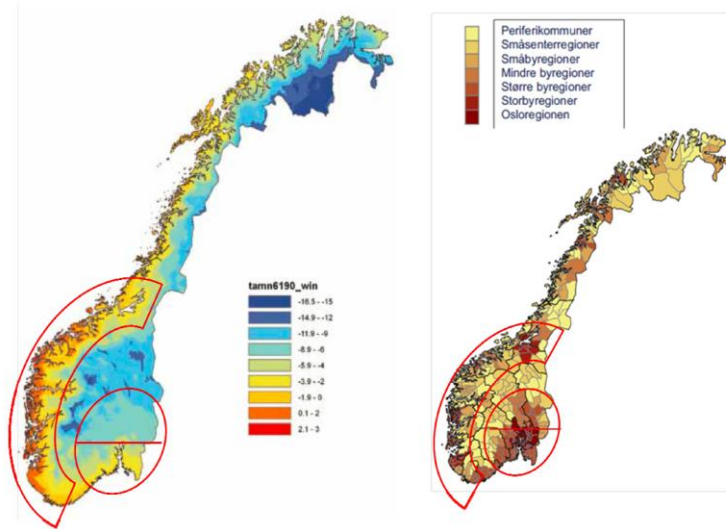 tamn6190_win
-16.5 - -15
-14.9 - -12
-11.9 - -9
-8.9 - -6
-5.9 - -4
-3.9 - -2
-1.9 - 0
0.1 - 2
2.1 - 3
Periferikommuner
Småsenterregioner
Småbyregioner
Mindre byregioner
Større byregioner
Storbyregioner
Osloregionen